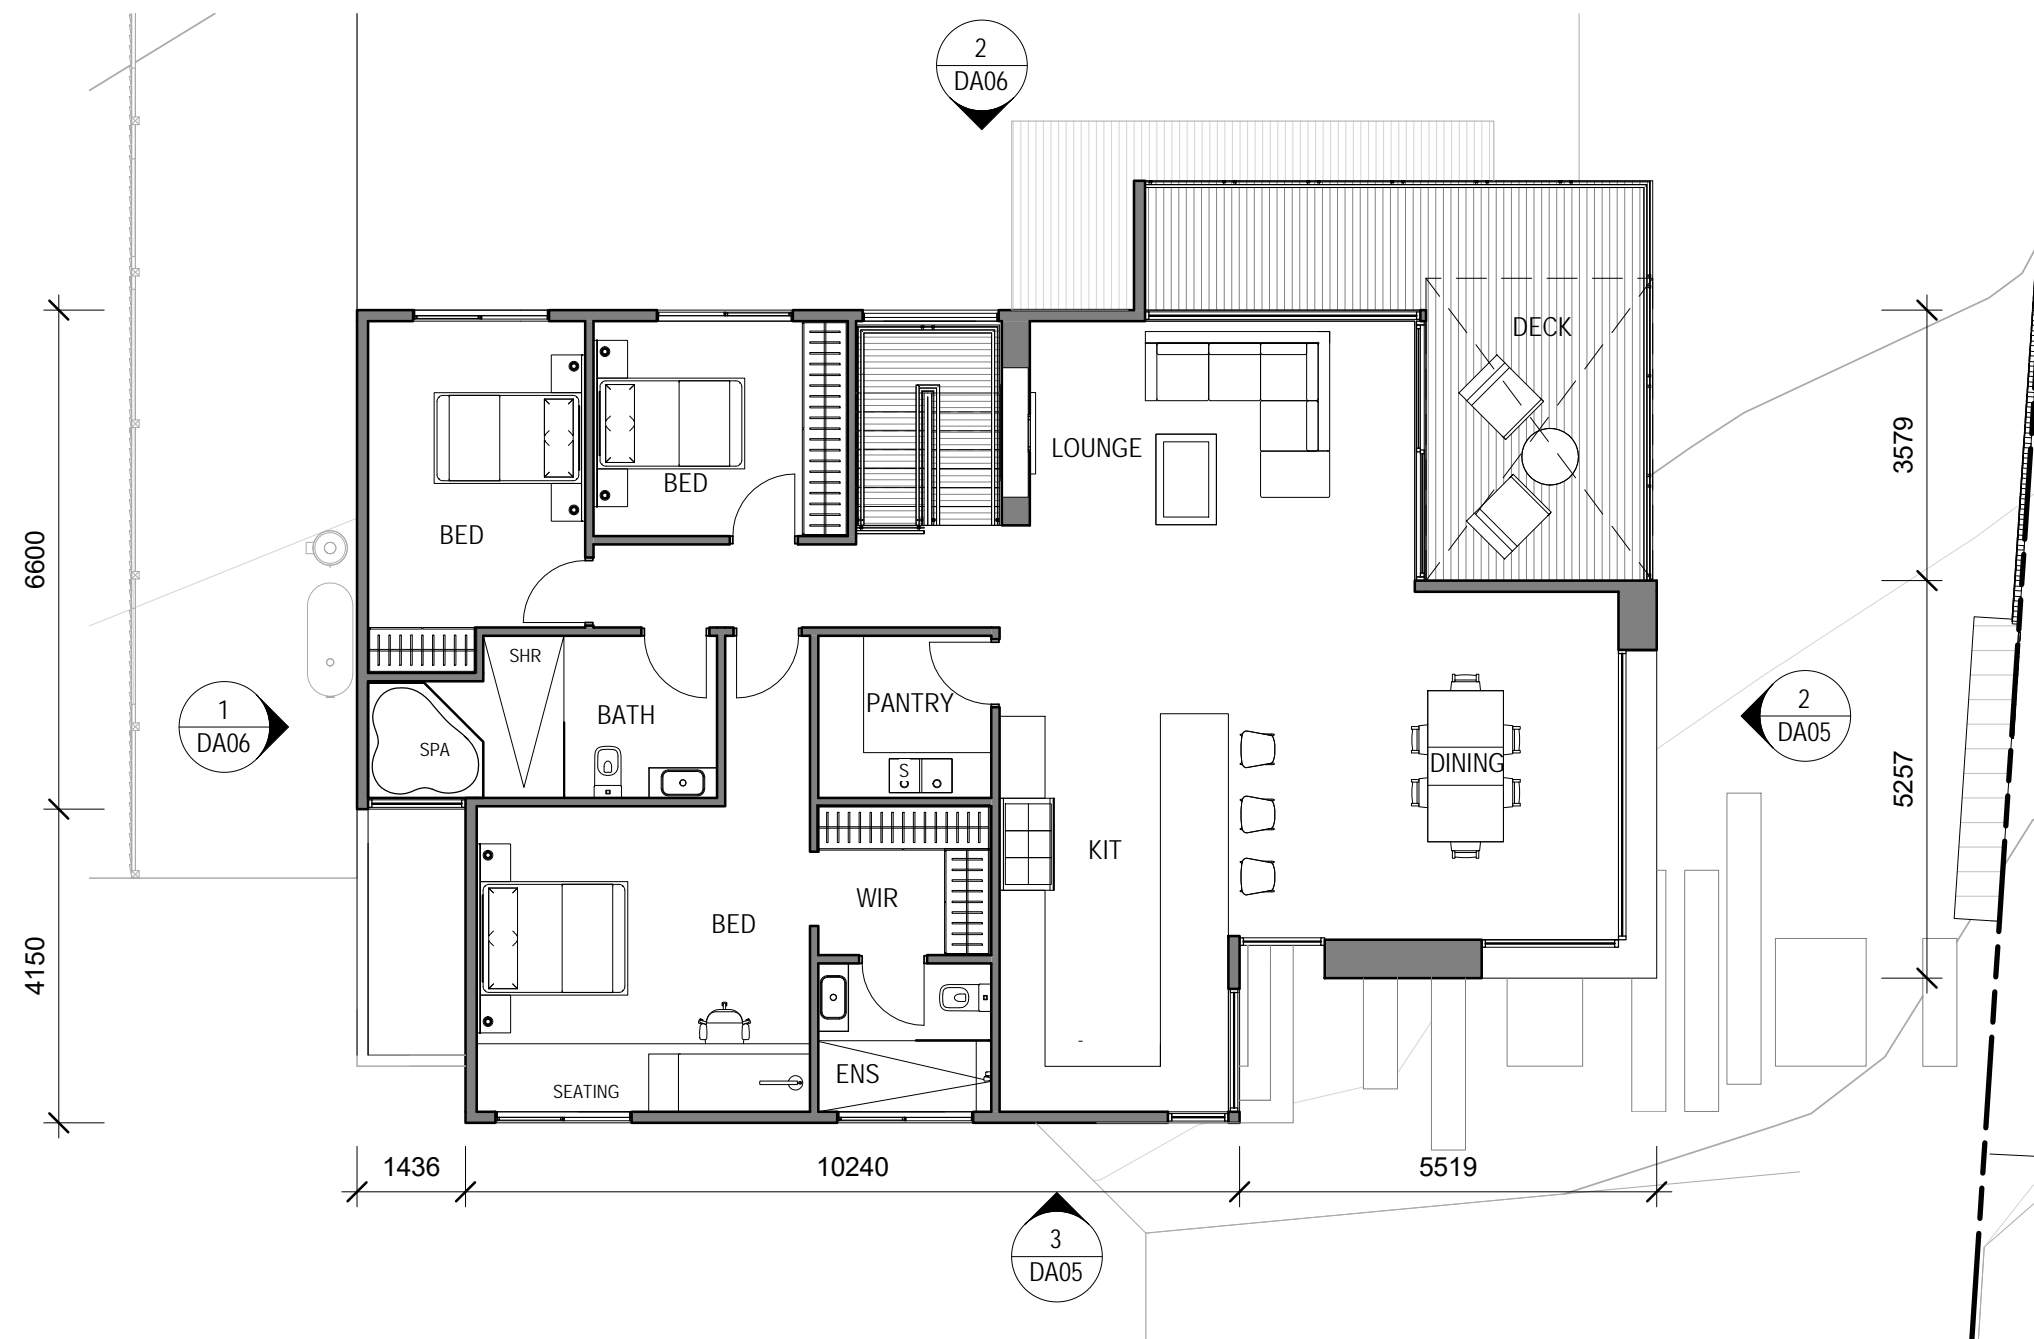 2
DA06
DECK
3579
LOUNGE
BED
BED
6600
SHR
BATH
PANTRY
1
DA06
SPA
2
DA05
DINING
S
5257
KIT
WIR
BED
4150
ENS
SEATING
1436
10240
5519
3
DA05